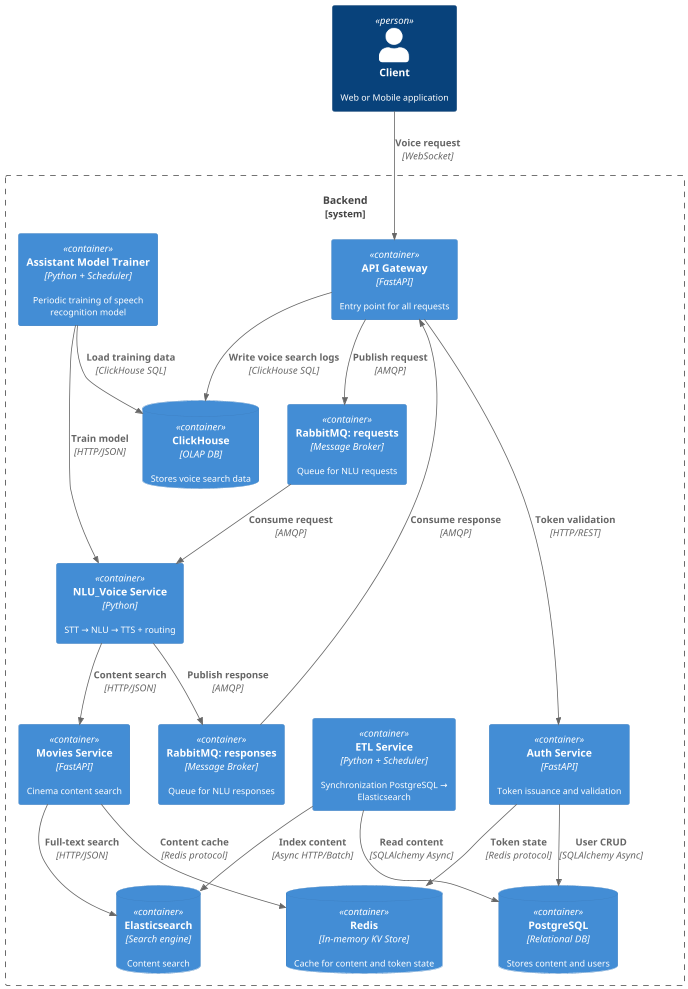 «person»
Client
Web or Mobile application
Voice request
[WebSocket]
Backend
[system]
«container»
Assistant Model Trainer
[Python + Scheduler]
Periodic training of speech
recognition model
«container»
API Gateway
[FastAPI]
Entry point for all requests
Load training data
[ClickHouse SQL]
Write voice search logs
[ClickHouse SQL]
Publish request
[AMQP]
Train model
[HTTP/JSON]
«container»
ClickHouse
[OLAP DB]
Stores voice search data
«container»
RabbitMQ: requests
[Message Broker]
Queue for NLU requests
Consume request
[AMQP]
Consume response
[AMQP]
Token validation
[HTTP/REST]
«container»
NLU_Voice Service
[Python]
STT → NLU → TTS + routing
Content search
[HTTP/JSON]
Publish response
[AMQP]
«container»
Movies Service
[FastAPI]
Cinema content search
«container»
RabbitMQ: responses
[Message Broker]
Queue for NLU responses
«container»
ETL Service
[Python + Scheduler]
Synchronization PostgreSQL →
Elasticsearch
«container»
Auth Service
[FastAPI]
Token issuance and validation
Full-text search
[HTTP/JSON]
Content cache
[Redis protocol]
Index content
[Async HTTP/Batch]
Read content
[SQLAlchemy Async]
Token state
[Redis protocol]
User CRUD
[SQLAlchemy Async]
«container»
Elasticsearch
[Search engine]
Content search
«container»
Redis
[In-memory KV Store]
Cache for content and token state
«container»
PostgreSQL
[Relational DB]
Stores content and users